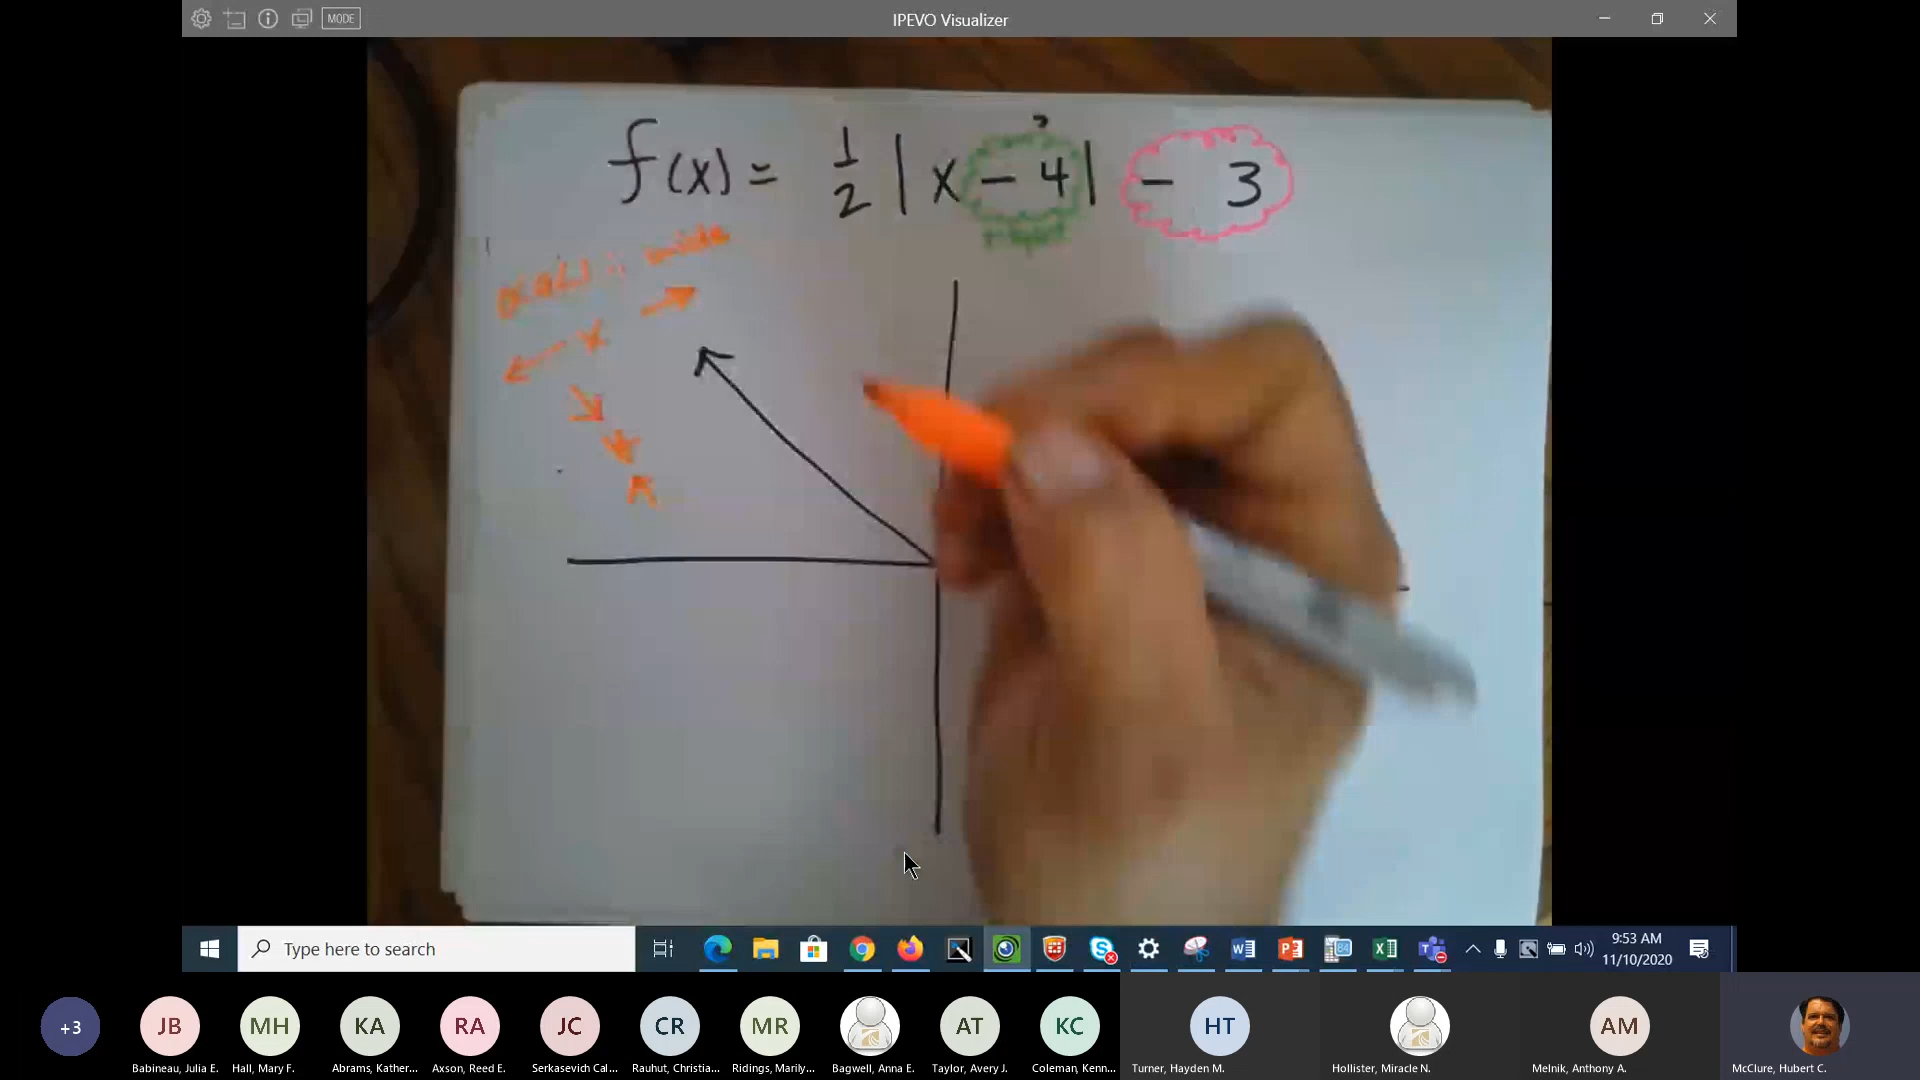 MODE
IPEVO Visualizer
f(x) = 1/2 |x - 4| - 3
right
x
Type here to search
9:53 AM
11/10/2020
+3
JB
MH
KA
RA
JC
CR
MR
AT
KC
HT
AM
Babineau, Julia E.
Hall, Mary F.
Abrams, Kather...
Axson, Reed E.
Serkasevich Cal...
Rauhut, Christia...
Ridings, Marily...
Bagwell, Anna E.
Taylor, Avery J.
Coleman, Kenn...
Turner, Hayden M.
Hollister, Miracle N.
Melnik, Anthony A.
McClure, Hubert C.